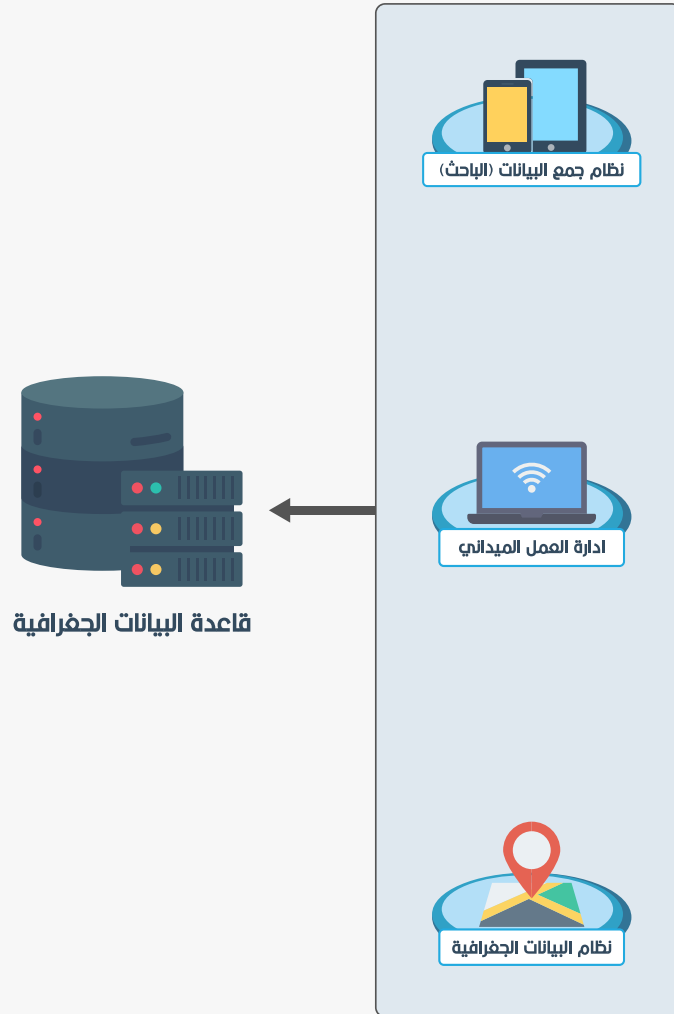 نظام جمع البيانات (الباحث)
ادارة العمل الميداني
قاعدة البيانات الجغرافية
نظام البيانات الجغرافية